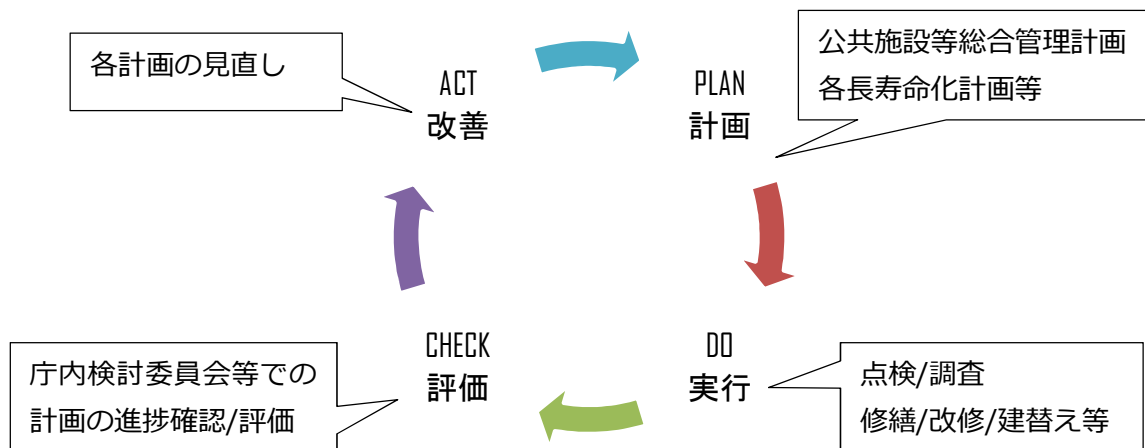 各計画の見直し
ACT
改善
PLAN
計画
公共施設等総合管理計画
各長寿命化計画等
庁内検討委員会等での
計画の進捗確認/評価
CHECK
評価
DO
実行
点検/調査
修繕/改修/建替え等